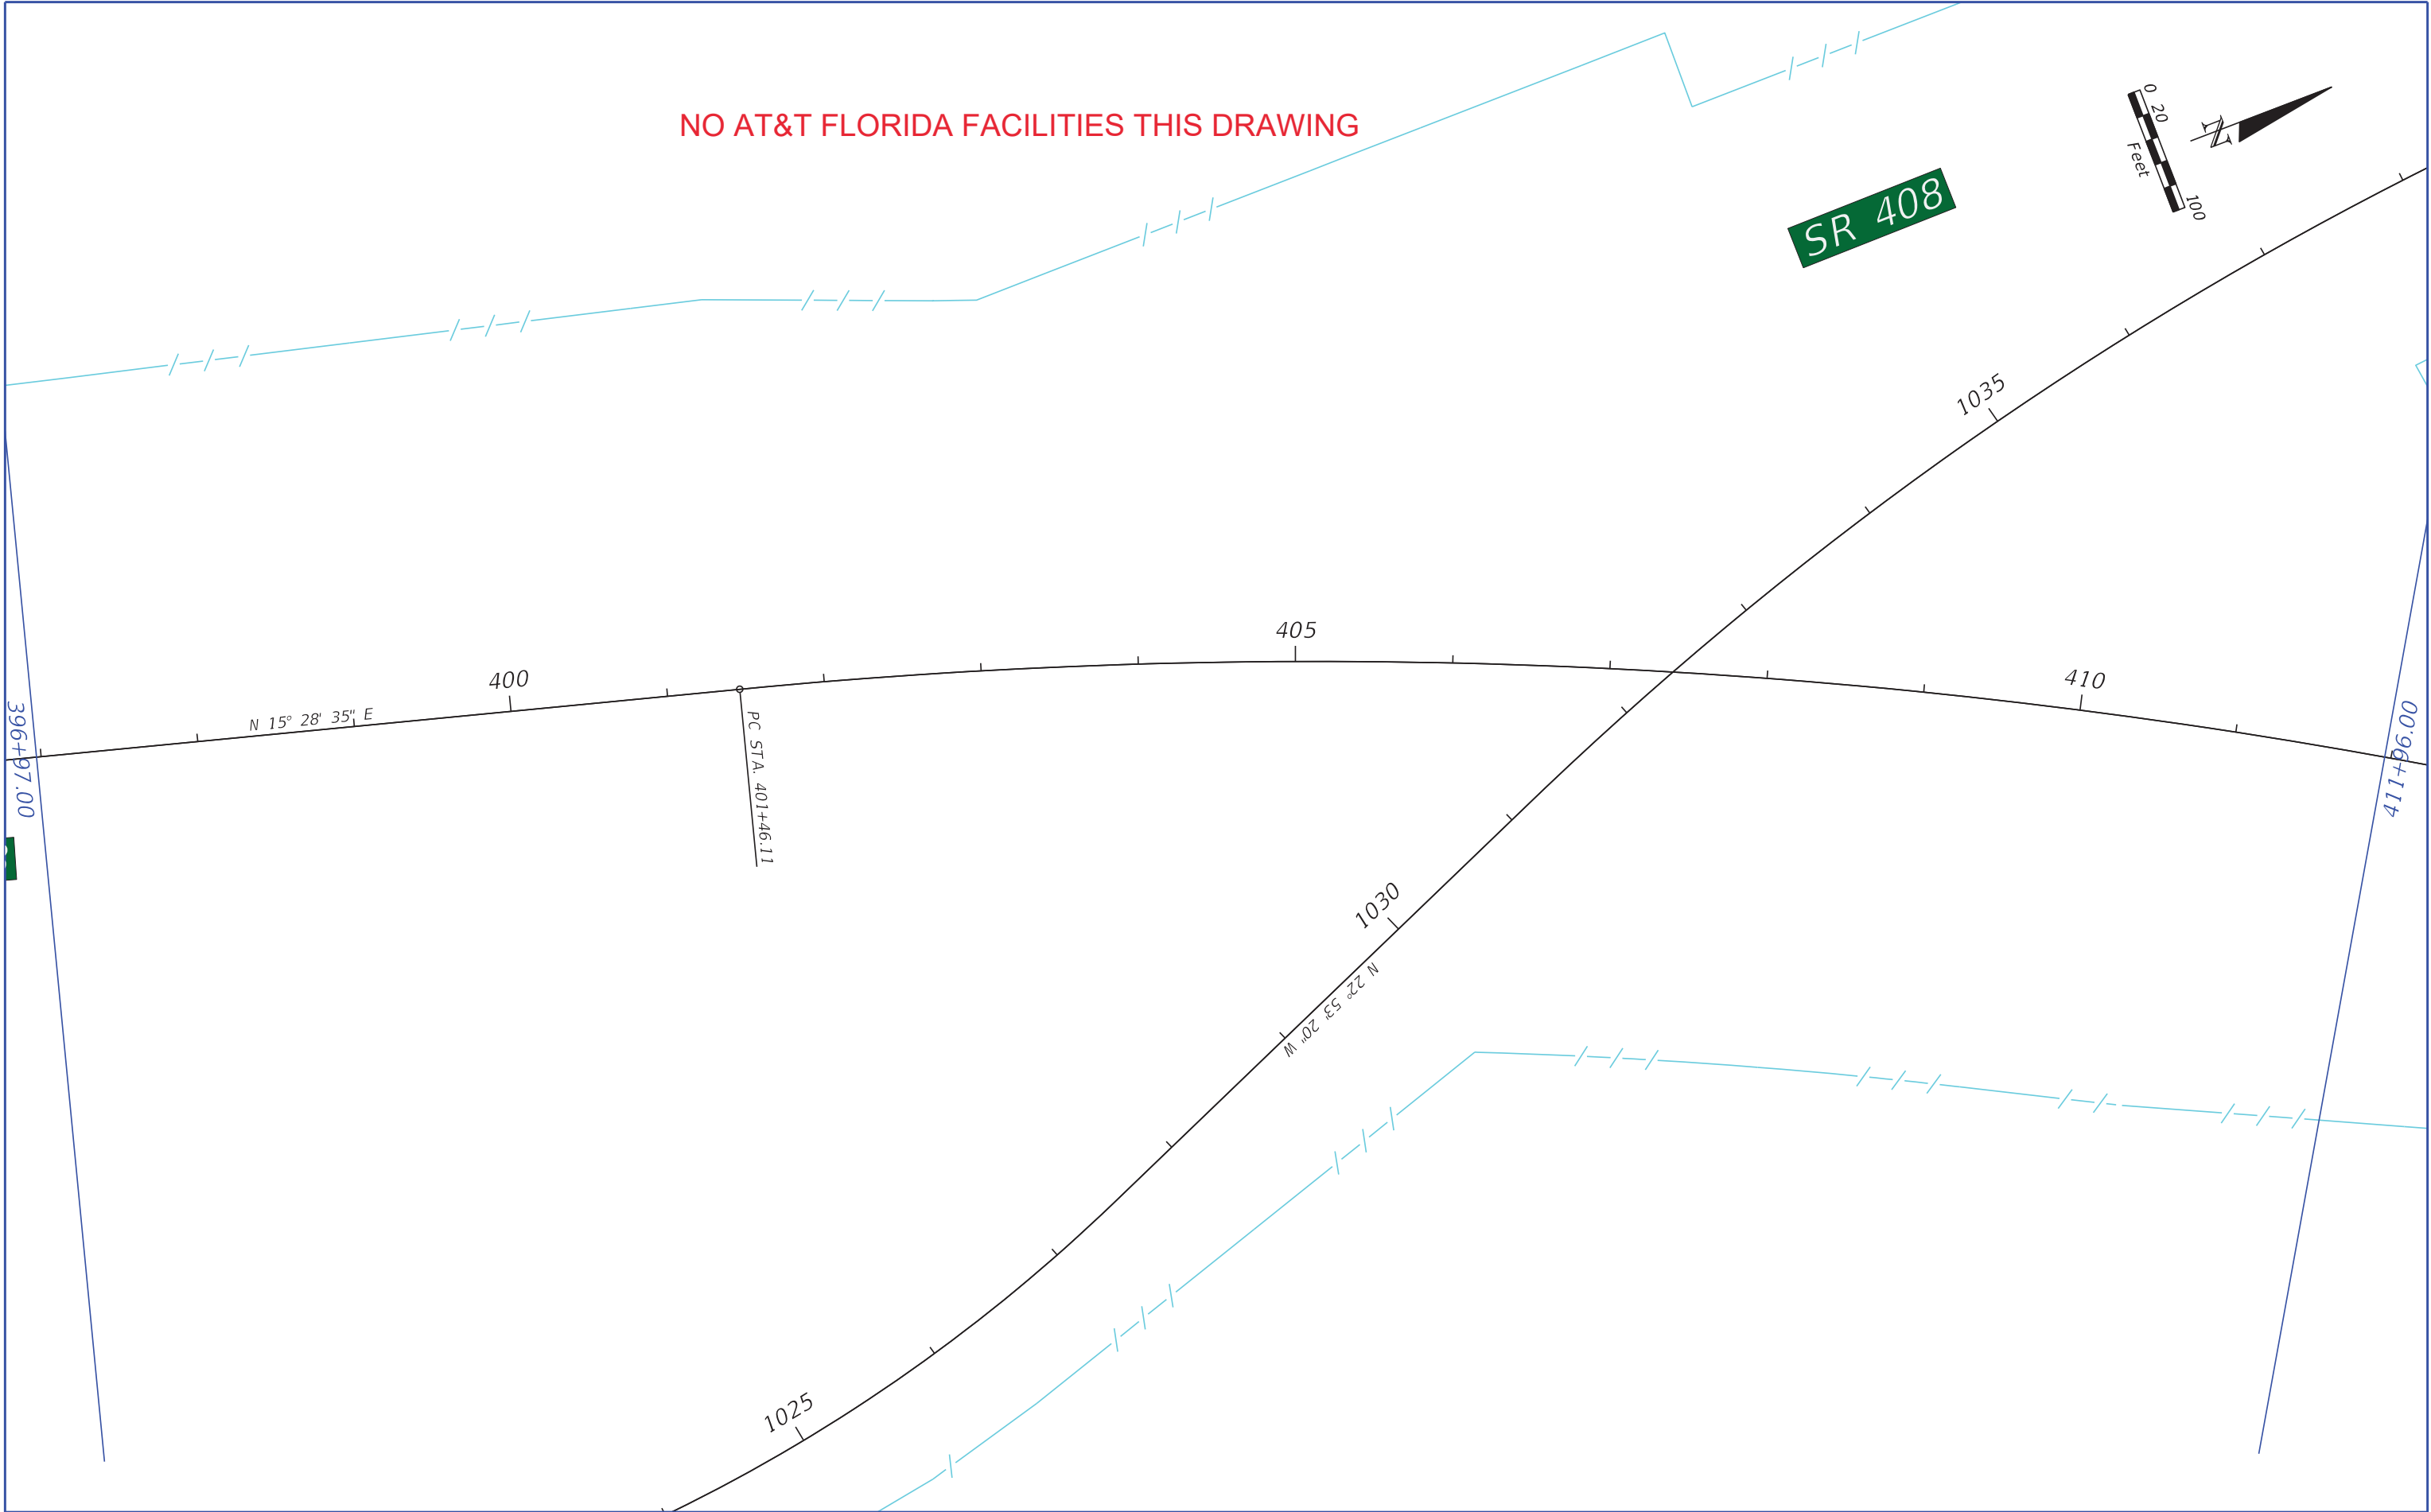 NO AT&T FLORIDA FACILITIES THIS DRAWING
0
20
100
Feet
N
SR 408
1035
405
400
410
N 15° 28' 35" E
396+97.00
411+96.00
PC STA. 401+46.11
1030
N 22° 53' 20" W
1025